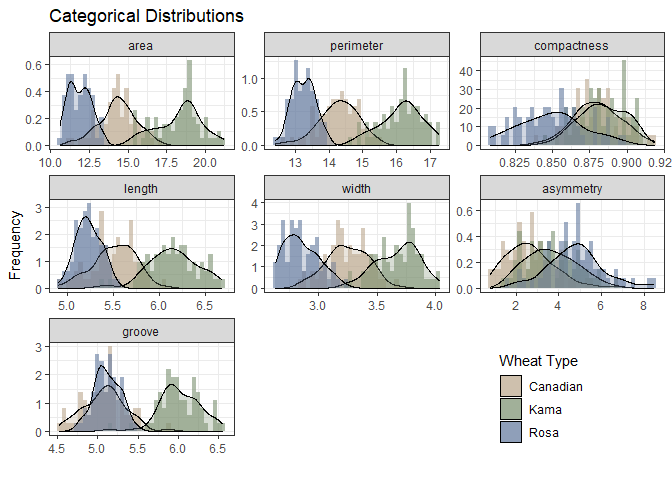 Categorical Distributions
area
perimeter
compactness
0.6
0.4
0.2
0.0
10.0 12.5 15.0 17.5 20.0
1.0
0.5
0.0
13 14 15 16 17
40
30
20
10
0
0.825 0.850 0.875 0.900 0.92
length
width
asymmetry
3
2
1
0
5.0 5.5 6.0 6.5
4
3
2
1
0
3.0 3.5 4.0
0.6
0.4
0.2
0.0
2 4 6 8
Frequency
groove
3
2
1
0
4.5 5.0 5.5 6.0 6.5
Wheat Type
Canadian
Kama
Rosa